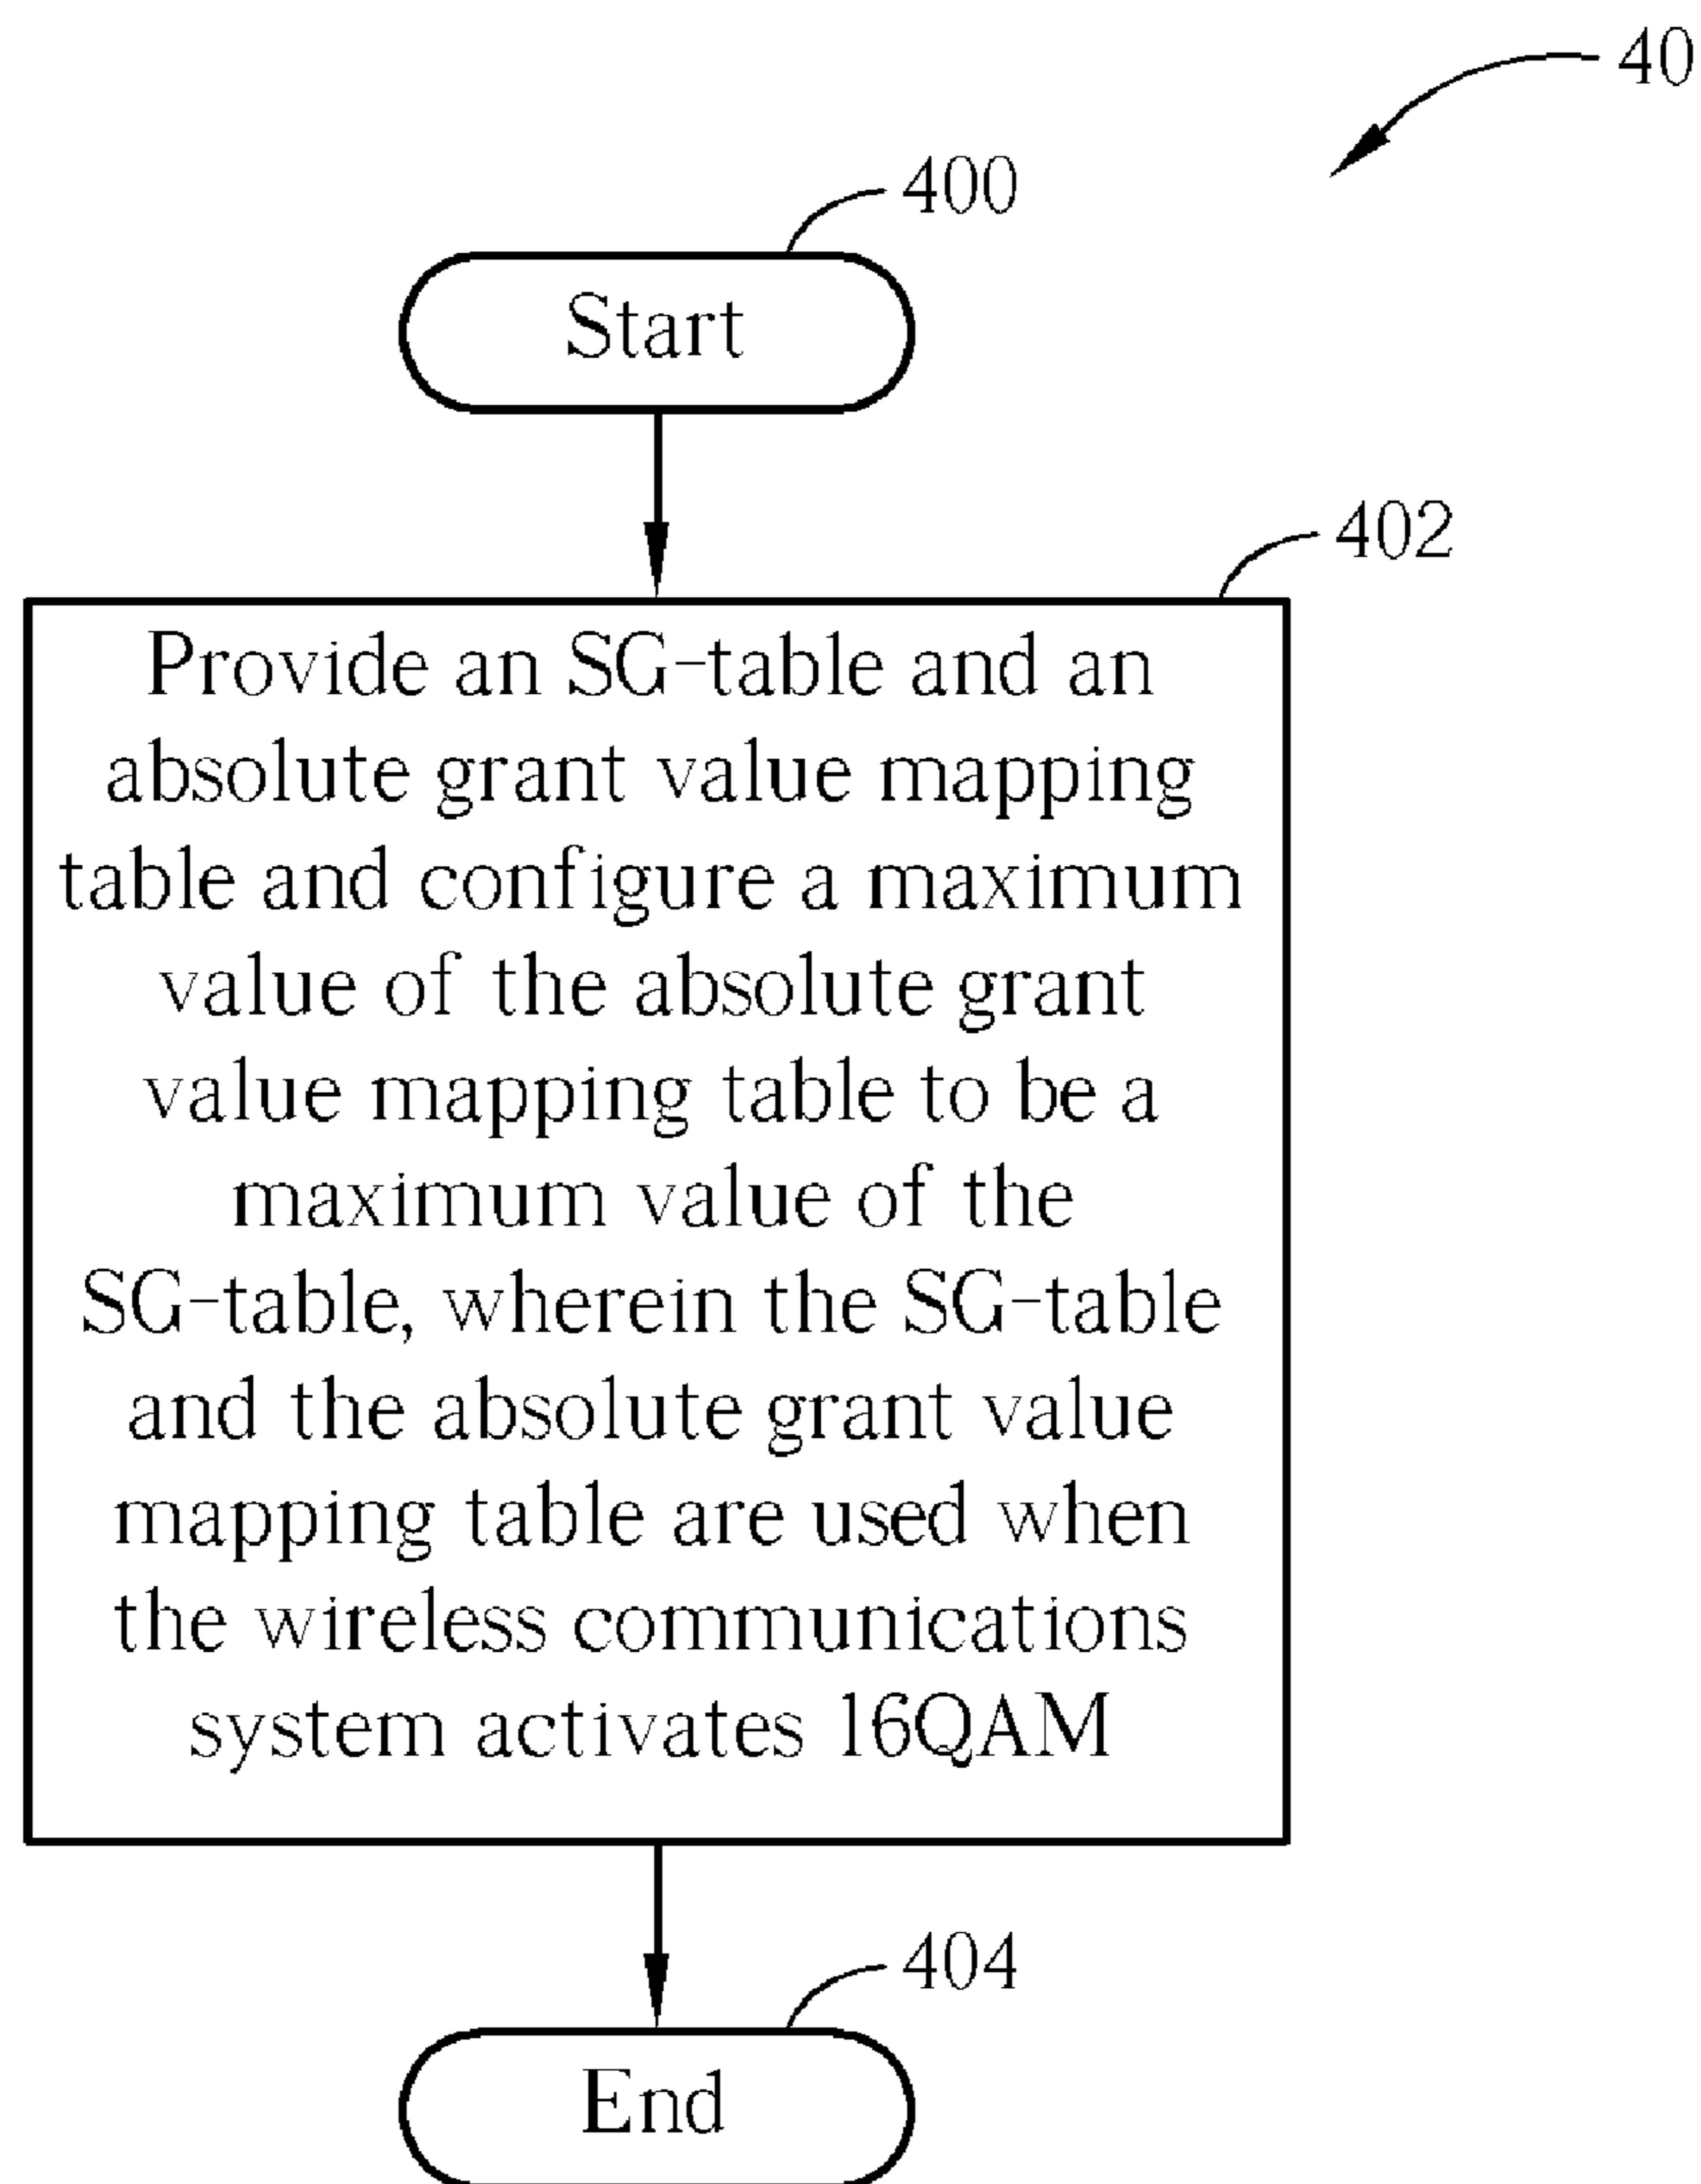 40
400
Start
402
Provide an SG-table and an
absolute grant value mapping
table and configure a maximum
value of the absolute grant
value mapping table to be a
maximum value of the
SG-table, wherein the SG-table
and the absolute grant value
mapping table are used when
the wireless communications
system activates 16QAM
404
End